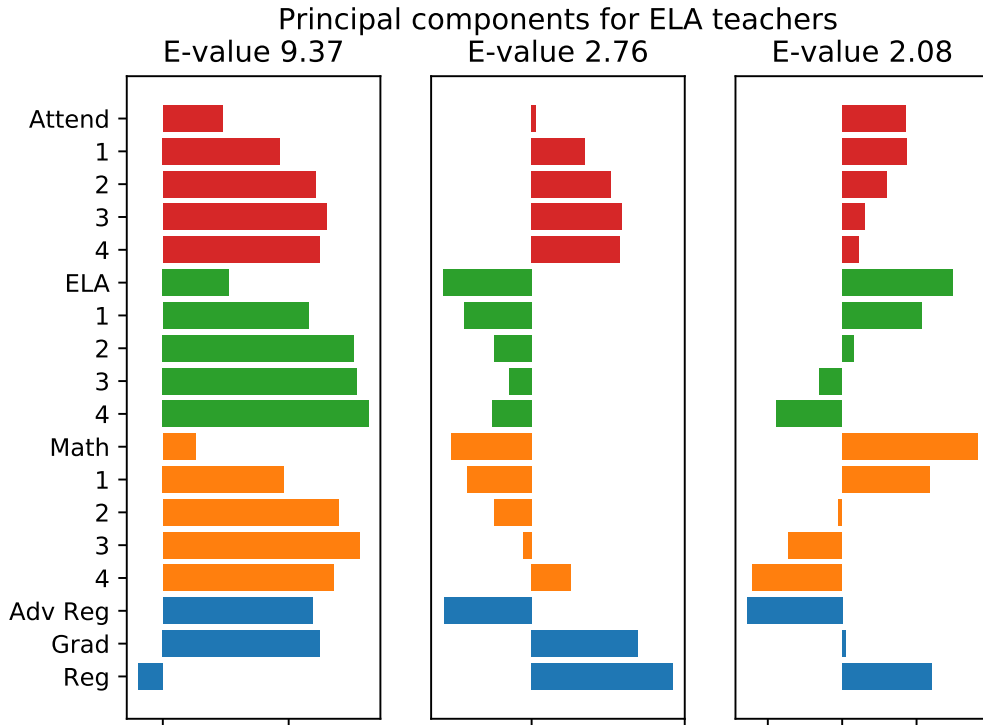 Principal components for ELA teachers
E-value 9.37 E-value 2.76 E-value 2.08
Attend
1
2
3
4
ELA
1
2
3
4
Math
1
2
3
4
Adv Reg
Grad
Reg